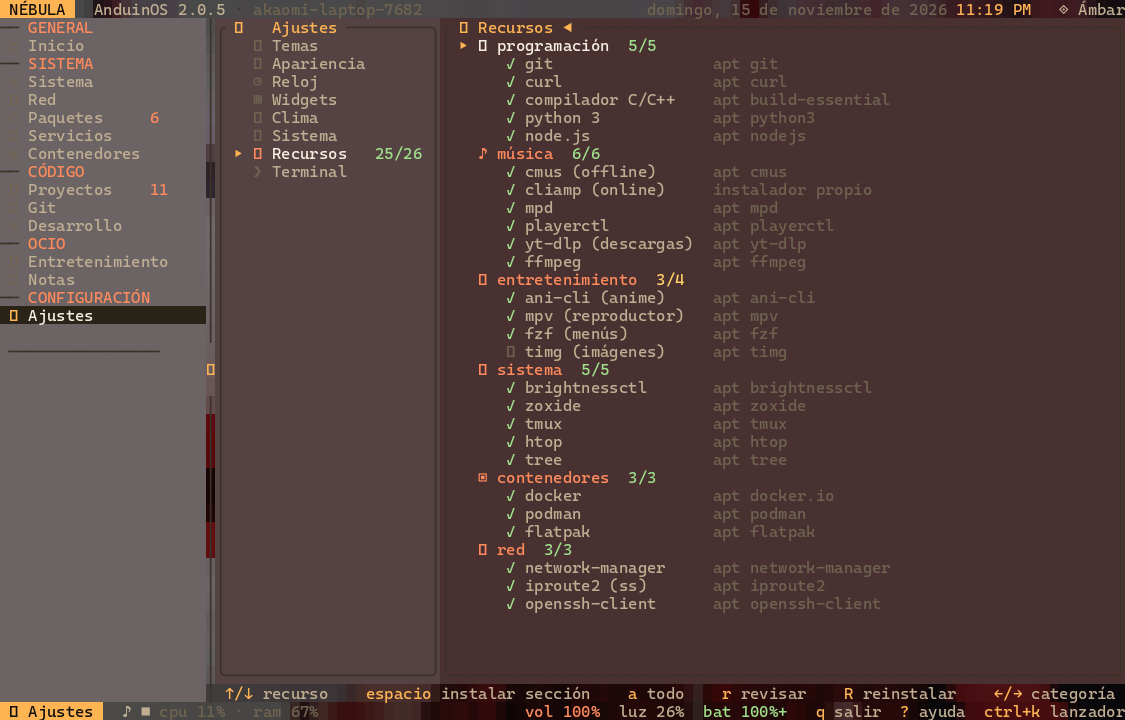 NÉBULA AnduinOS 2.0.5 · akaomi-laptop-7682 domingo, 15 de noviembre de 2026 11:19 PM ◈ Ámbar
GENERAL
Inicio
SISTEMA
Sistema
Red
Paquetes 6
Servicios
Contenedores
CÓDIGO
Proyectos 11
Git
Desarrollo
OCIO
Entretenimiento
Notas
CONFIGURACIÓN
Ajustes
Ajustes
Temas
Apariencia
Reloj
Widgets
Clima
Sistema
▸ Recursos 25/26
❯ Terminal
Recursos ◂
▸ programación 5/5
✓ git apt git
✓ curl apt curl
✓ compilador C/C++ apt build-essential
✓ python 3 apt python3
✓ node.js apt nodejs
♪ música 6/6
✓ cmus (offline) apt cmus
✓ cliamp (online) instalador propio
✓ mpd apt mpd
✓ playerctl apt playerctl
✓ yt-dlp (descargas) apt yt-dlp
✓ ffmpeg apt ffmpeg
entretenimiento 3/4
✓ ani-cli (anime) apt ani-cli
✓ mpv (reproductor) apt mpv
✓ fzf (menús) apt fzf
timg (imágenes) apt timg
sistema 5/5
✓ brightnessctl apt brightnessctl
✓ zoxide apt zoxide
✓ tmux apt tmux
✓ htop apt htop
✓ tree apt tree
▣ contenedores 3/3
✓ docker apt docker.io
✓ podman apt podman
✓ flatpak apt flatpak
red 3/3
✓ network-manager apt network-manager
✓ iproute2 (ss) apt iproute2
✓ openssh-client apt openssh-client
↑/↓ recurso espacio instalar sección a todo r revisar R reinstalar ←/→ categoría
Ajustes ♪ ■ cpu 11% · ram 67% vol 100% luz 26% bat 100%+ q salir ? ayuda ctrl+k lanzador